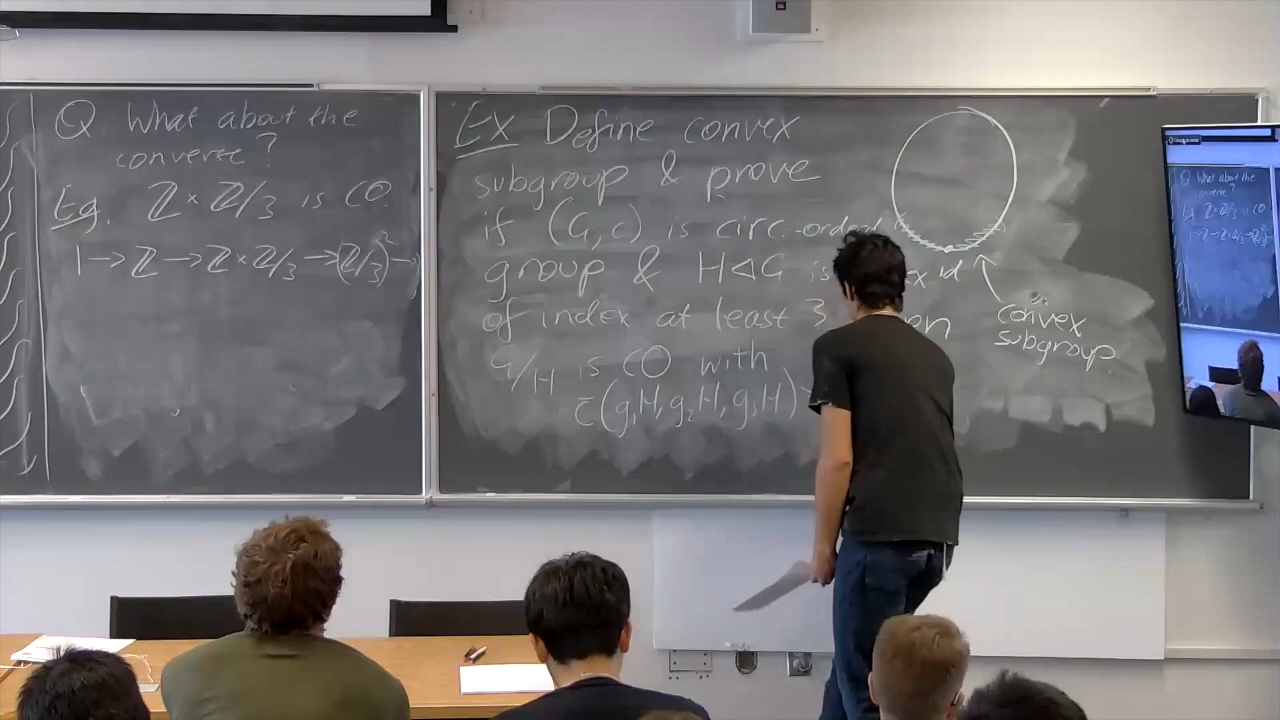 Q. What about the
converse?
Eg. ℤ × ℤ/3 is CO.
1 → ℤ → ℤ × ℤ/3 → (ℤ/3)
Ex Define convex
subgroup & prove
if (G, c) is circ.-ordered
group & H ◁ G is
of index at least 3
G/H is CO with
c̄(g₁H, g₂H, g₃H)
id
convex
subgroup